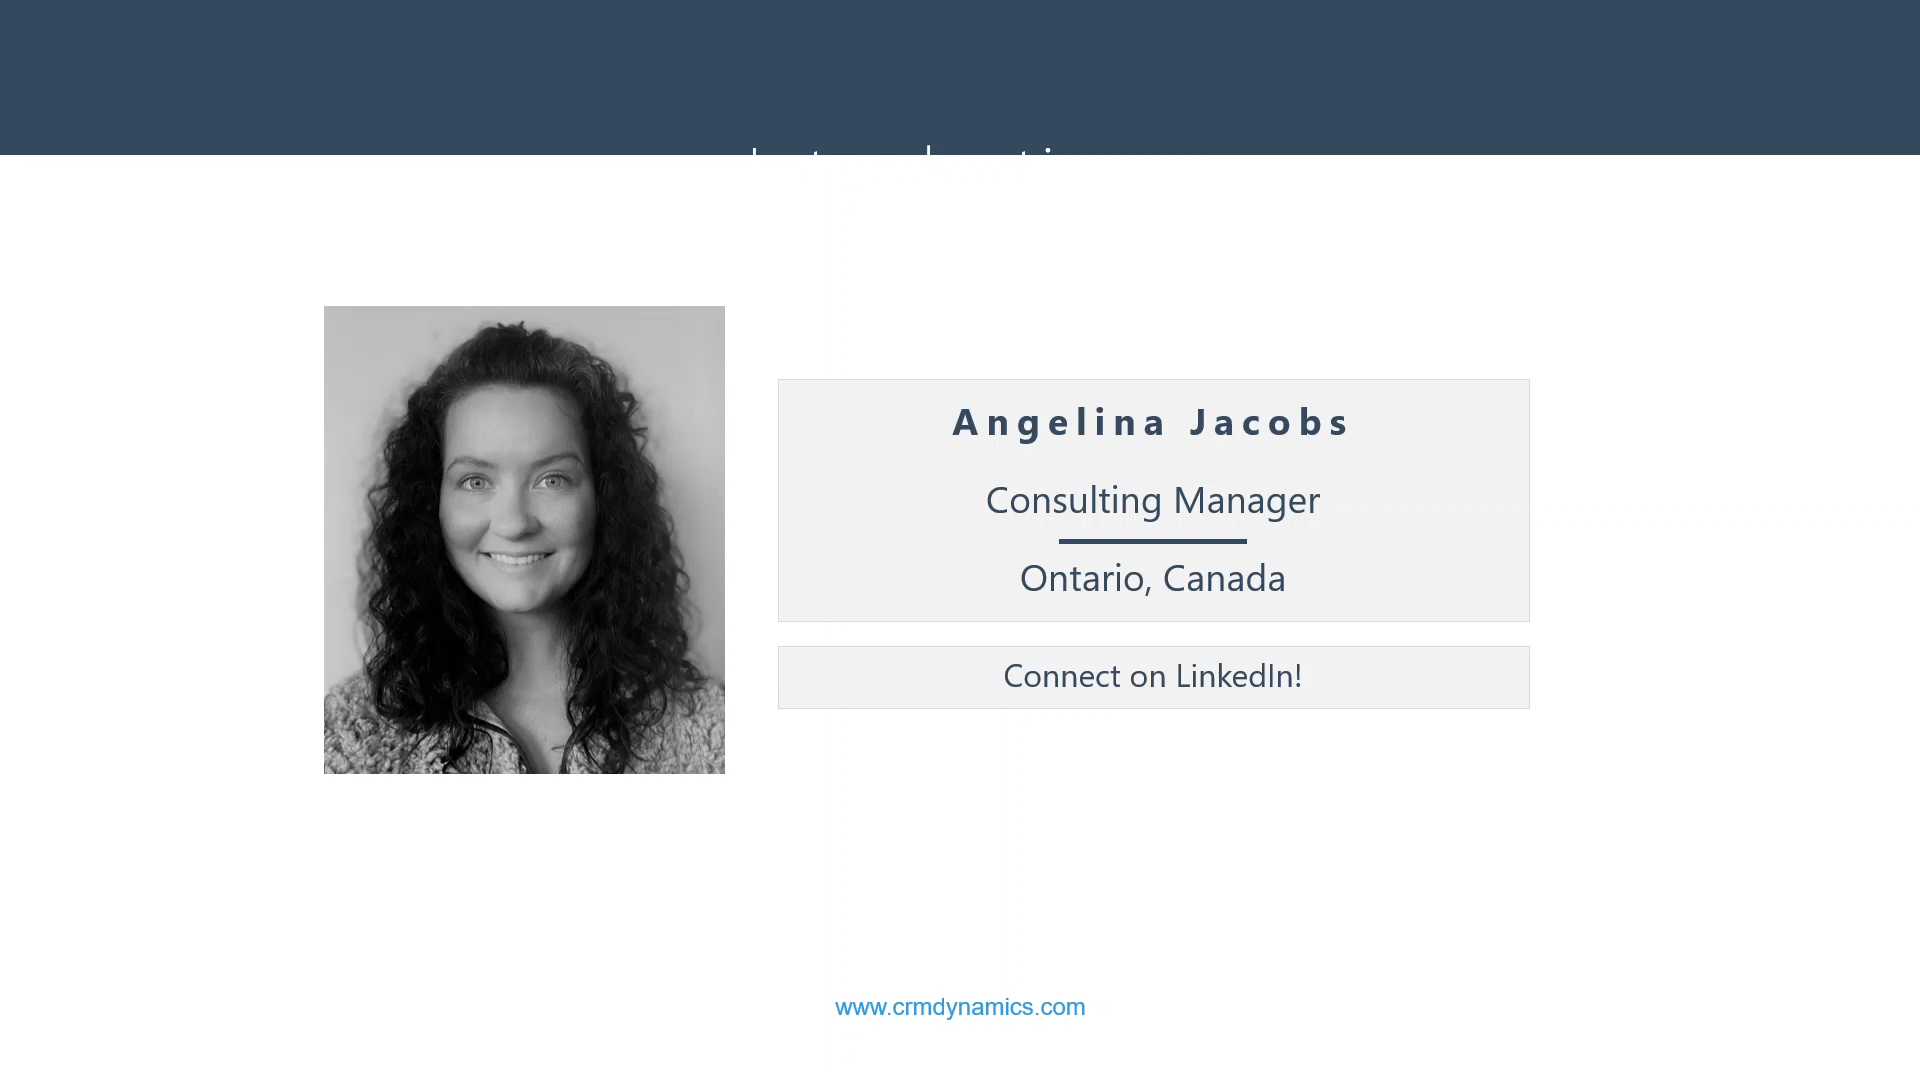 Angelina Jacobs
Consulting Manager
Ontario, Canada
Connect on LinkedIn!
www.crmdynamics.com